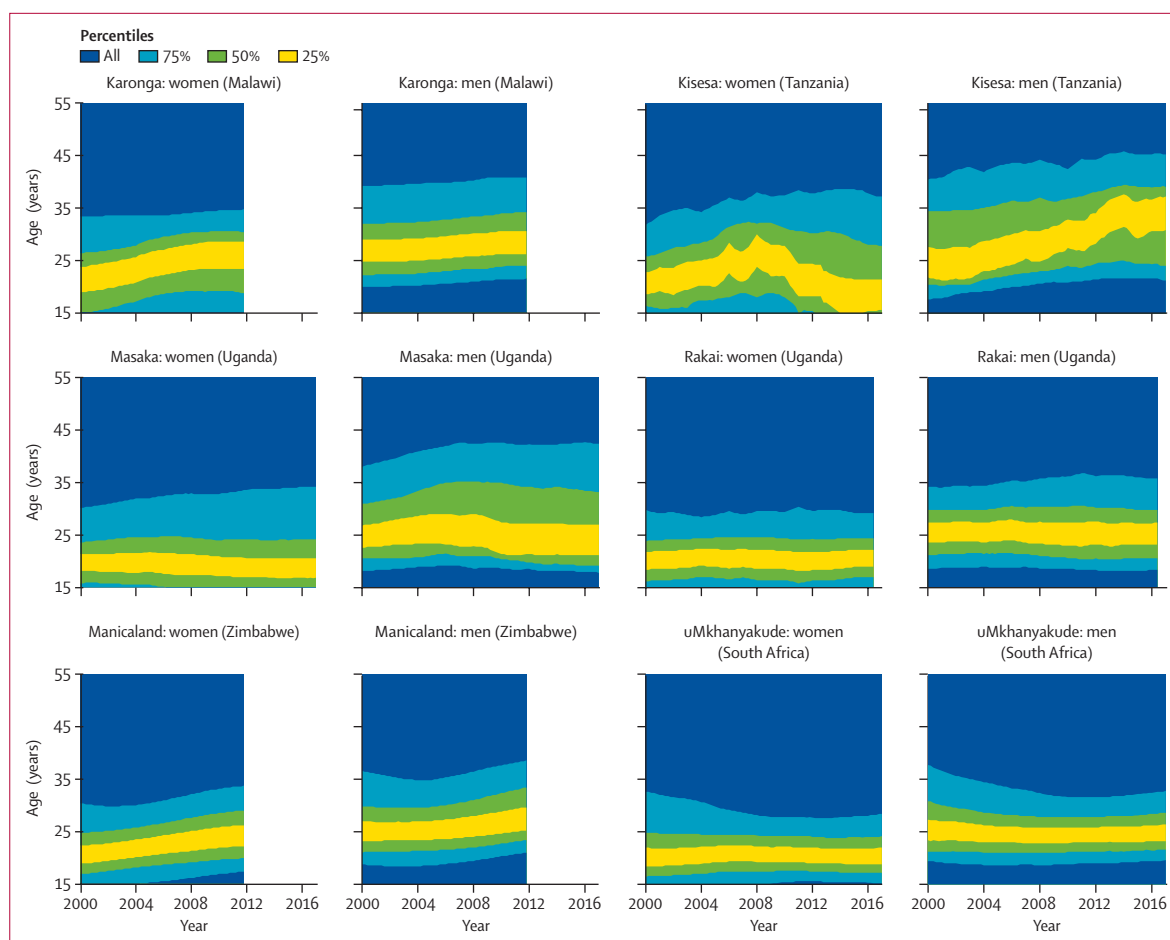 Percentiles
All 75% 50% 25%
Karonga: women (Malawi) Karonga: men (Malawi) Kisesa: women (Tanzania) Kisesa: men (Tanzania)
55
45
35
25
15
Age (years)
Masaka: women (Uganda) Masaka: men (Uganda) Rakai: women (Uganda) Rakai: men (Uganda)
55
45
35
25
15
Age (years)
Manicaland: women (Zimbabwe) Manicaland: men (Zimbabwe) uMkhanyakude: women uMkhanyakude: men
(South Africa) (South Africa)
55
45
35
25
15
Age (years)
2000 2004 2008 2012 2016 2000 2004 2008 2012 2016 2000 2004 2008 2012 2016 2000 2004 2008 2012 2016
Year Year Year Year